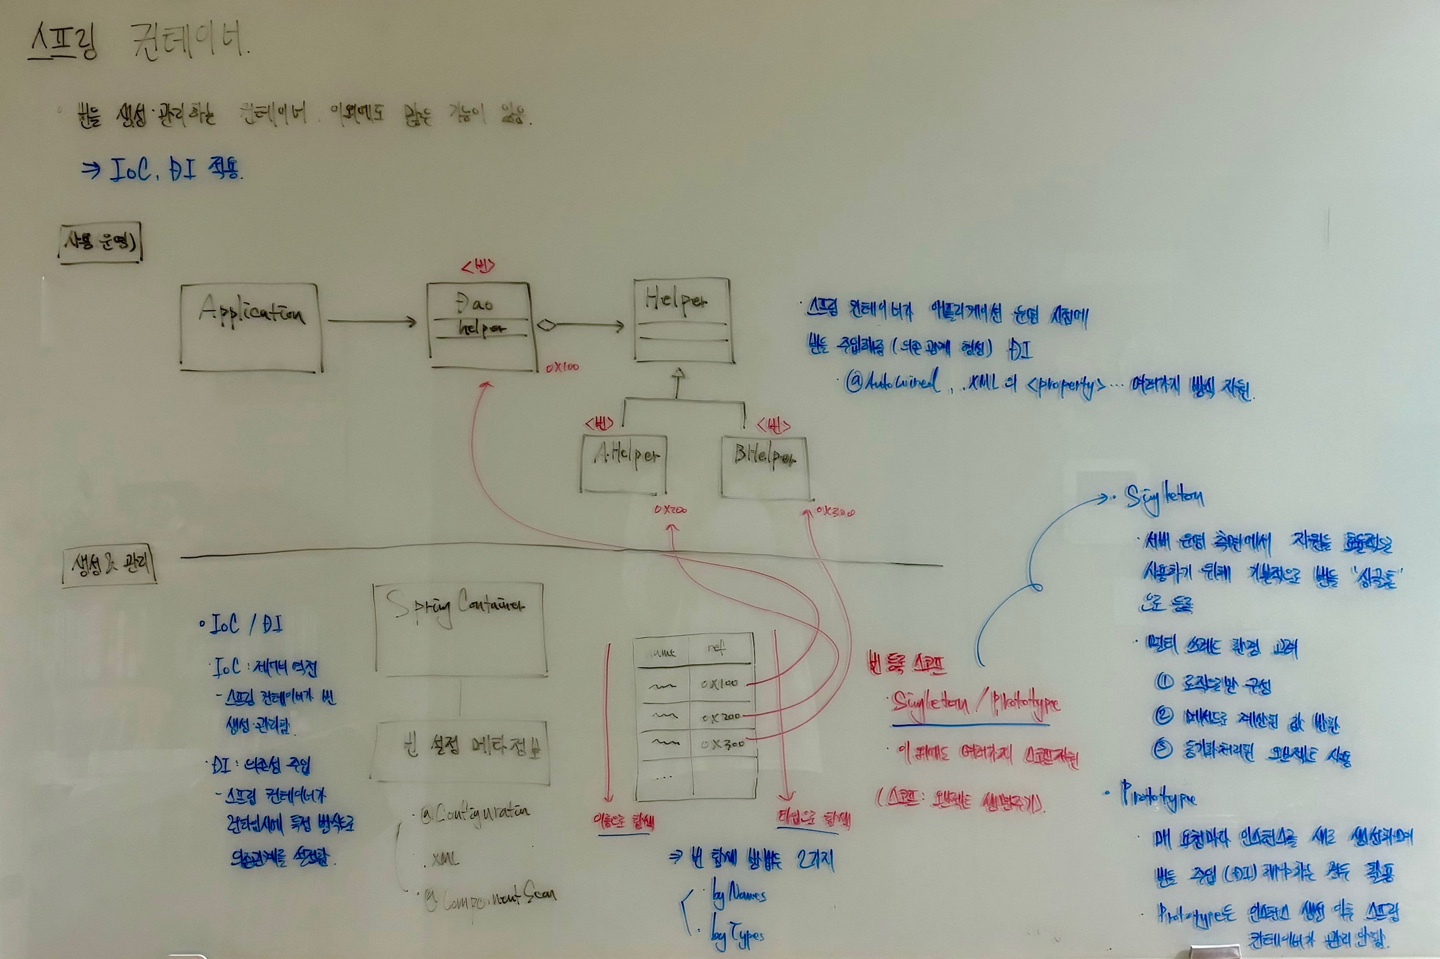 스프링 컨테이너.
· 빈을 생성·관리하는 컨테이너. 이외에도 많은 기능이 있음.
⇒ IoC, DI 적용.
사용 운영)
Application
<빈>
Dao
helper
0X100
Helper
<빈>
AHelper
0X200
<빈>
BHelper
0X300
· 스프링 컨테이너가 애플리케이션 운영 시점에
빈을 주입해줌 (의존 관계 형성) DI
· @AutoWired, .XML의 <property> ... 여러가지 방식 지원.
생성 & 관리
• IoC / DI
IoC : 제어의 역전
- 스프링 컨테이너가 빈
생성·관리함.
· DI : 의존성 주입
- 스프링 컨테이너가
런타임시에 특정 방식으로
의존관계를 설정함.
Spring Container
빈 설정 메타정보
· @Configuration
· XML
· @ComponentScan
name ref
0X100
0X200
0X300
...
이름으로 탐색
타입으로 탐색
⇒ 빈 탐색 방법은 2가지
· byNames
· byTypes
빈 등록 스코프
· Singleton / Prototype
· 이 외에도 여러가지 스코프 지원
(스코프 : 오브젝트 생명주기).
· Singleton
· 서버 운영 측면에서 자원을 효율적으로
사용하기 위해 기본적으로 빈을 "싱글톤"
으로 등록
· 멀티 쓰레드 환경 고려
① 로직으로만 구성
② 메서드로 계산된 값 반환
③ 동기화 처리된 오브젝트 사용
· Prototype
· 매 요청마다 인스턴스를 새로 생성하여
빈을 주입 (DI) 해야하는 경우 활용
· Prototype은 인스턴스 생성 이후 스프링
컨테이너가 관리 안함.